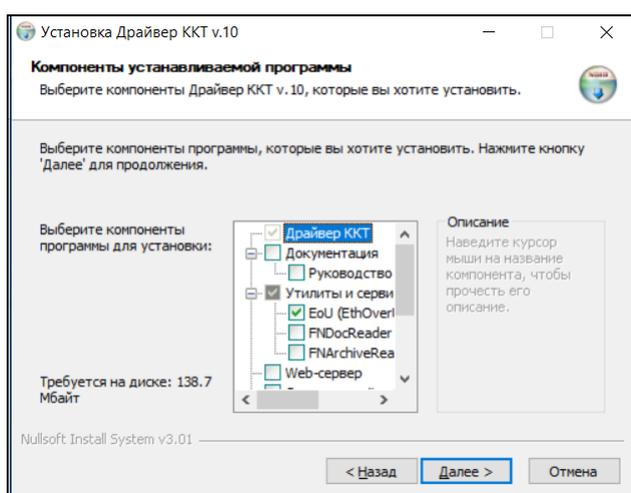 Установка Драйвер ККТ v.10
Компоненты устанавливаемой программы
Выберите компоненты Драйвер ККТ v.10, которые вы хотите установить.
Выберите компоненты программы, которые вы хотите установить. Нажмите кнопку
'Далее' для продолжения.
Выберите компоненты
программы для установки:
Драйвер ККТ
Документация
Руководство
Утилиты и серви
EoU (EthOverl
FNDocReader
FNArchiveRea
Web-сервер
Описание
Наведите курсор
мыши на название
компонента, чтобы
прочесть его
описание.
Требуется на диске: 138.7
Мбайт
Nullsoft Install System v3.01
< Назад
Далее >
Отмена